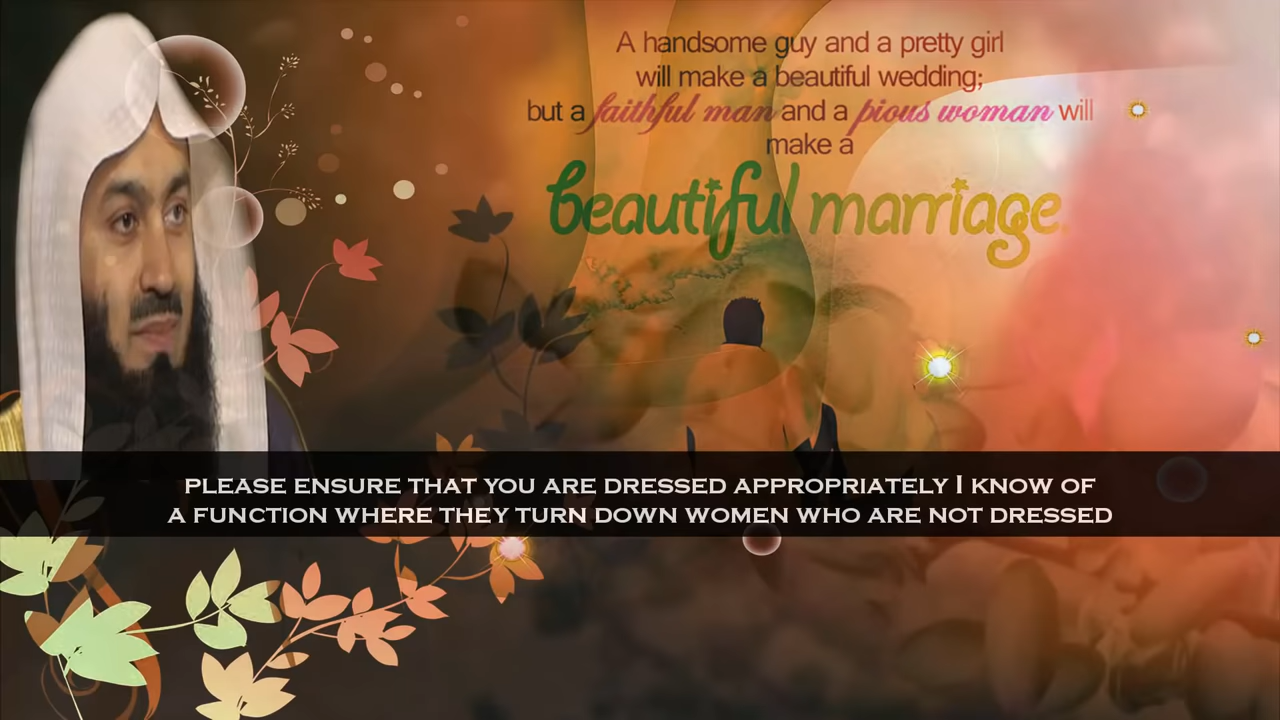 A handsome guy and a pretty girl
will make a beautiful wedding;
but a faithful man and a pious woman will
make a
beautiful marriage.
PLEASE ENSURE THAT YOU ARE DRESSED APPROPRIATELY I KNOW OF
A FUNCTION WHERE THEY TURN DOWN WOMEN WHO ARE NOT DRESSED